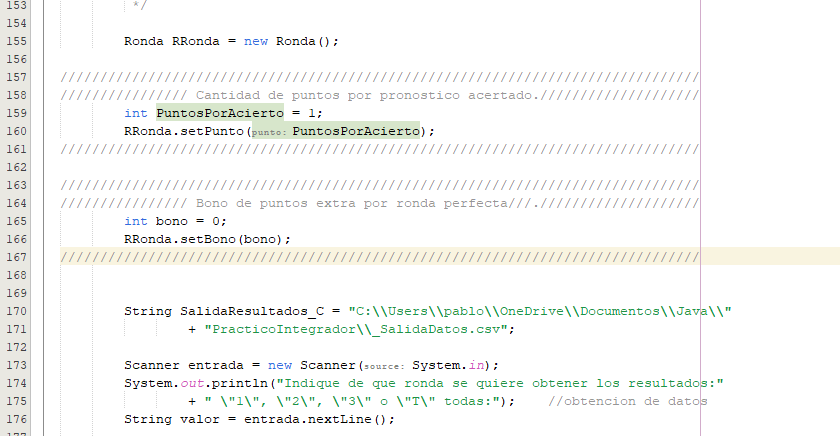 153 */
154
155 Ronda RRonda = new Ronda();
156
157 ////////////////////////////////////////////////////////////////////////////////
158 //////////////// Cantidad de puntos por pronostico acertado.////////////////////
159 int PuntosPorAcierto = 1;
160 RRonda.setPunto(punto: PuntosPorAcierto);
161 ////////////////////////////////////////////////////////////////////////////////
162
163 ////////////////////////////////////////////////////////////////////////////////
164 //////////////// Bono de puntos extra por ronda perfecta///.////////////////////
165 int bono = 0;
166 RRonda.setBono(bono);
167 ////////////////////////////////////////////////////////////////////////////////
168
169
170 String SalidaResultados_C = "C:\\Users\\pablo\\OneDrive\\Documentos\\Java\\"
171 + "PracticoIntegrador\\_SalidaDatos.csv";
172
173 Scanner entrada = new Scanner(source: System.in);
174 System.out.println("Indique de que ronda se quiere obtener los resultados:"
175 + " \"1\", \"2\", \"3\" o \"T\" todas:"); //obtencion de datos
176 String valor = entrada.nextLine();
177